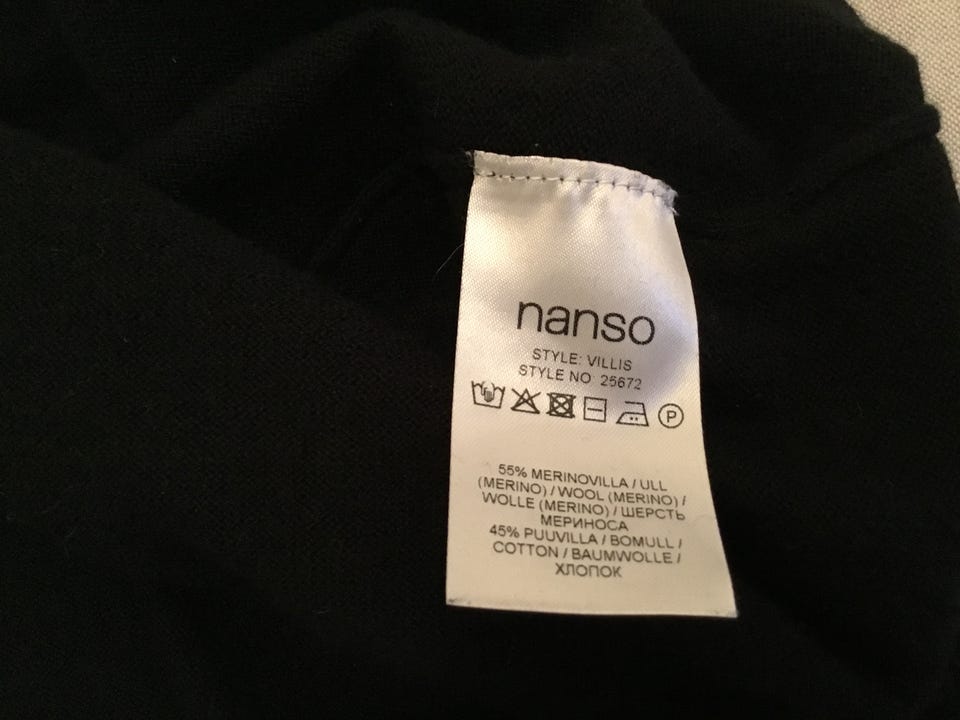 nanso
STYLE: VILLIS
STYLE NO 25672
P
55% MERINOVILLA / ULL
(MERINO) / WOOL (MERINO) /
WOLLE (MERINO) / ШЕРСТЬ
МЕРИНОСА
45% PUUVILLA / BOMULL /
COTTON / BAUMWOLLE /
ХЛОПОК